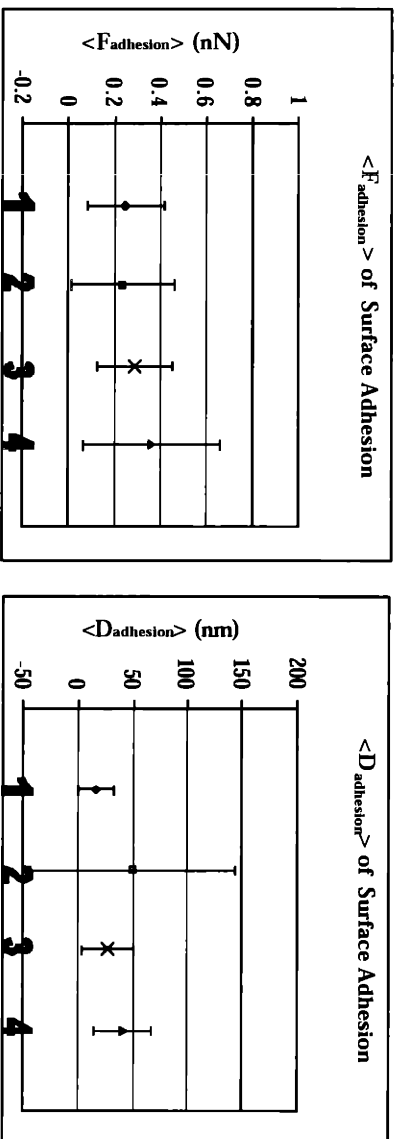 <Fadhesion> of Surface Adhesion
<Fadhesion> (nN)
1
0.8
0.6
0.4
0.2
0
-0.2
1 2 3 4
<Dadhesion> of Surface Adhesion
<Dadhesion> (nm)
200
150
100
50
0
-50
1 2 3 4